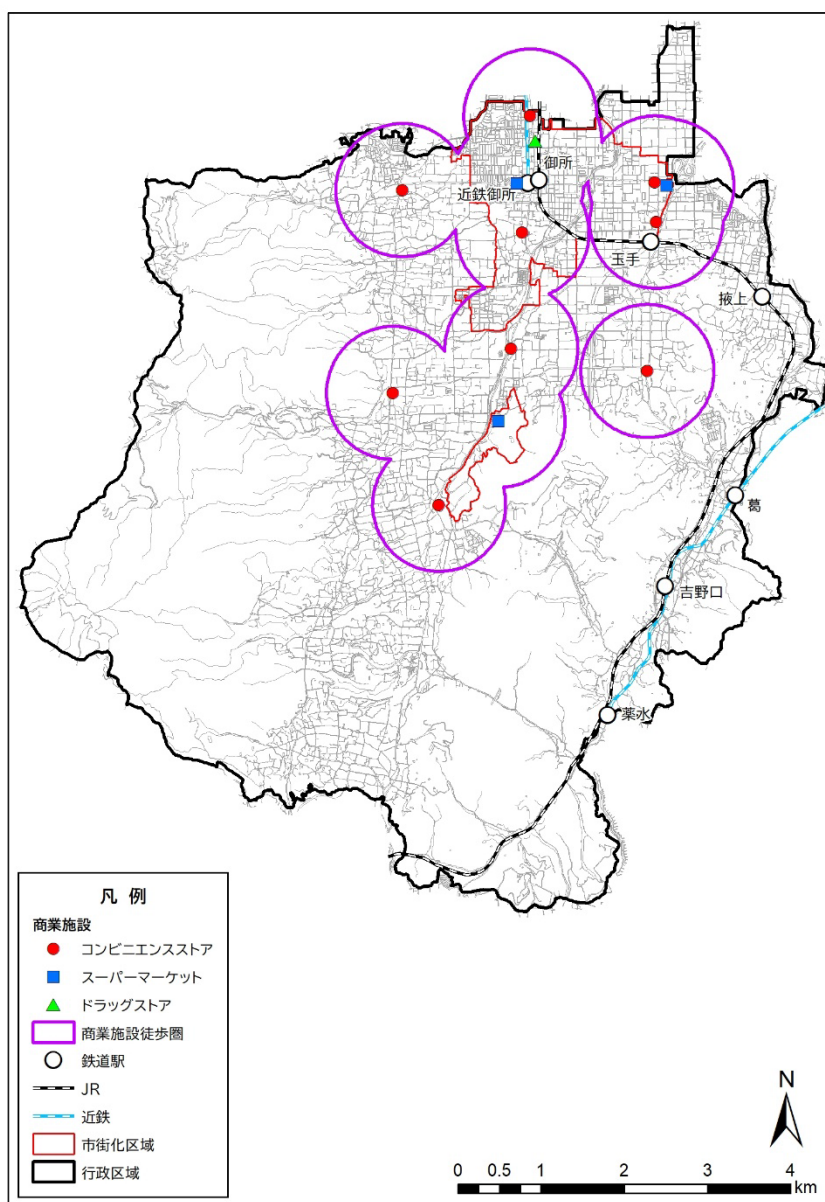 御所
近鉄御所
玉手
掖上
葛
吉野口
薬水
凡 例
商業施設
コンビニエンスストア
スーパーマーケット
ドラッグストア
商業施設徒歩圏
鉄道駅
JR
近鉄
市街化区域
行政区域
N
0 0.5 1 2 3 4
km